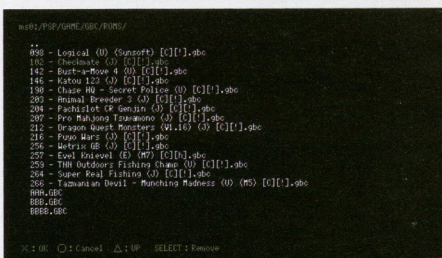 ms0:/PSP/GAME/GBC/ROMS/
..
098 - Logical (U) (Sunsoft) [C][!].gbc
102 - Checkmate (J) [C][!].gbc
142 - Bust-a-Move 4 (U) [C][!].gbc
146 - Katou 123 (J) [C][!].gbc
190 - Chase HQ - Secret Police (U) [C][!].gbc
203 - Animal Breeder 3 (J) [C][!].gbc
204 - Pachislot CR Genjin (J) [C][!].gbc
207 - Pro Mahjong Tsuwamono (J) [C][!].gbc
212 - Dragon Quest Monsters (V1.16) (J) [C][!].gbc
216 - Puyo Wars (J) [C][!].gbc
256 - Wetrix GB (J) [C][!].gbc
257 - Evel Knievel (E) (M7) [C][h].gbc
259 - TNN Outdoors Fishing Champ (U) [C][!].gbc
264 - Super Real Fishing (J) [C][!].gbc
266 - Tazmanian Devil - Munching Madness (U) (M5) [C][!].gbc
AAA.GBC
BBB.GBC
BBBB.GBC
✕ : OK ◯ : Cancel △ : UP SELECT : Remove